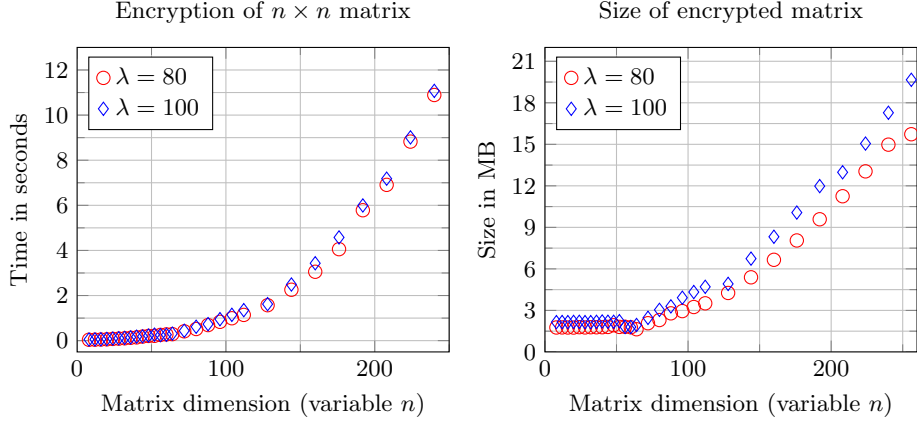 Encryption of n × n matrix
Time in seconds
12
10
8
6
4
2
0
λ = 80
λ = 100
0 100 200
Matrix dimension (variable n)
Size of encrypted matrix
Size in MB
21
18
15
12
9
6
3
0
λ = 80
λ = 100
0 100 200
Matrix dimension (variable n)